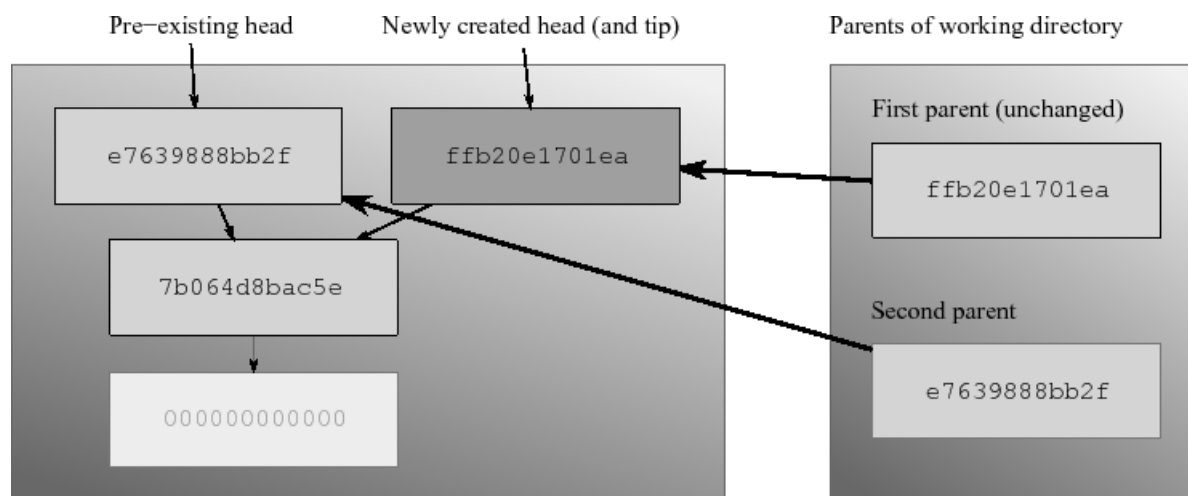 Pre−existing head
Newly created head (and tip)
Parents of working directory
e7639888bb2f
ffb20e1701ea
7b064d8bac5e
000000000000
First parent (unchanged)
ffb20e1701ea
Second parent
e7639888bb2f